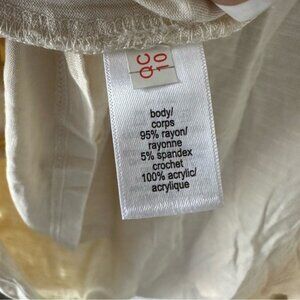 QC
10
body/
corps
95% rayon/
rayonne
5% spandex
crochet
100% acrylic/
acrylique